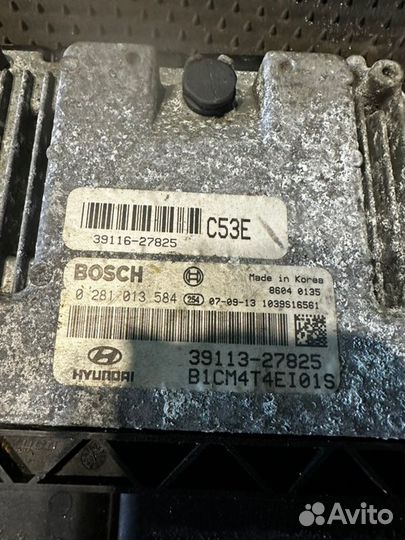 C53E
39116-27825
BOSCH
Made in Korea
8604 0135
0 281 013 584 254 07-09-13 1039S16561
39113-27825
HYUNDAI B1CM4T4EI01S
Avito